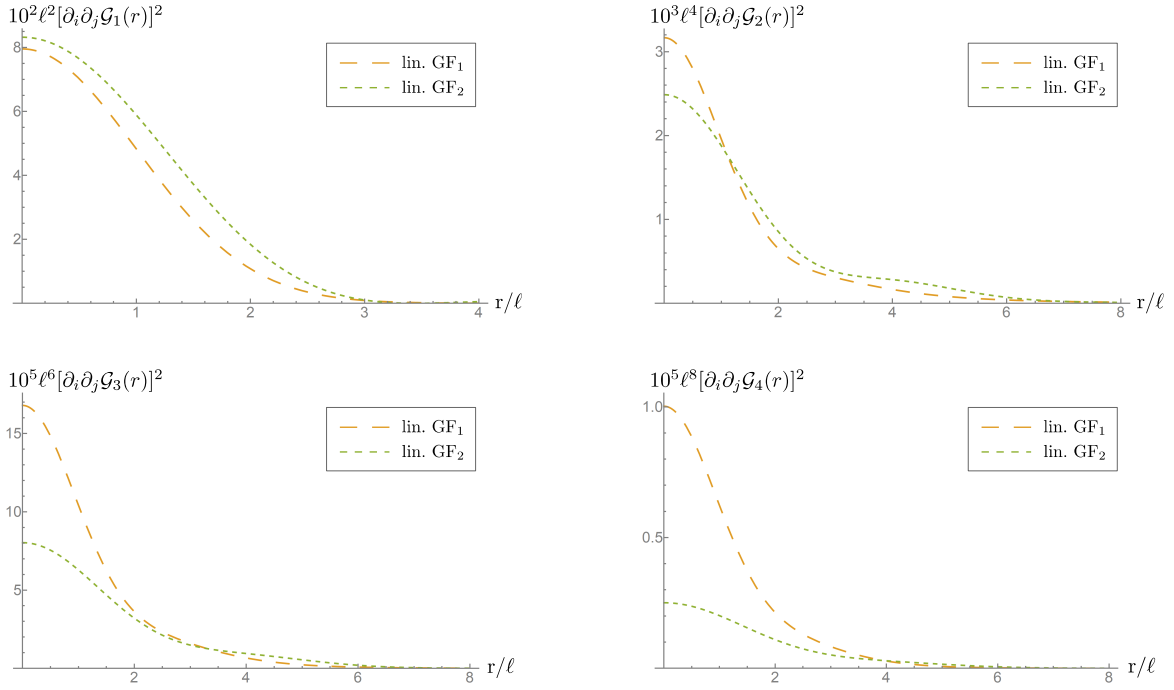 10²ℓ²[∂ᵢ∂ⱼ𝒢₁(r)]²
8
6
4
2
1
2
3
4
r/ℓ
lin. GF₁
lin. GF₂
10³ℓ⁴[∂ᵢ∂ⱼ𝒢₂(r)]²
3
2
1
2
4
6
8
r/ℓ
lin. GF₁
lin. GF₂
10⁵ℓ⁶[∂ᵢ∂ⱼ𝒢₃(r)]²
15
10
5
2
4
6
8
r/ℓ
lin. GF₁
lin. GF₂
10⁵ℓ⁸[∂ᵢ∂ⱼ𝒢₄(r)]²
1.0
0.5
2
4
6
8
r/ℓ
lin. GF₁
lin. GF₂